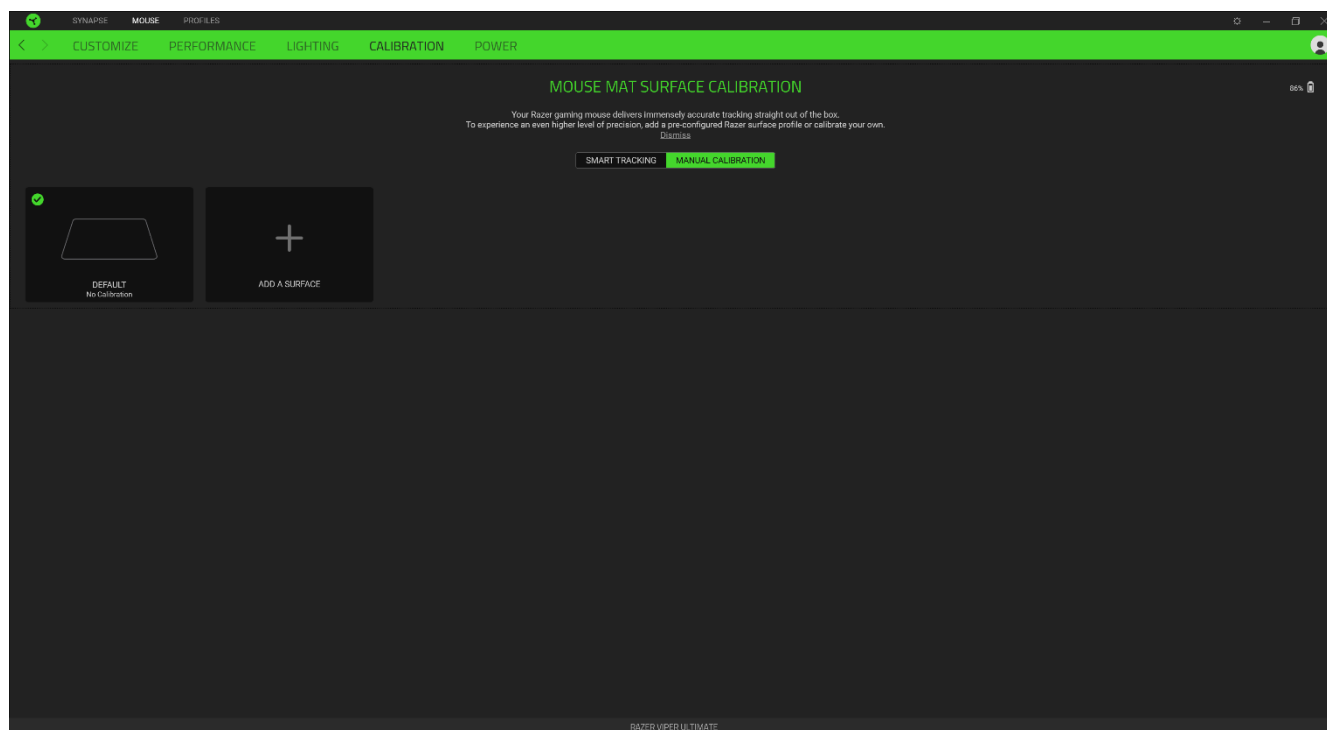 SYNAPSE MOUSE PROFILES
CUSTOMIZE PERFORMANCE LIGHTING CALIBRATION POWER
MOUSE MAT SURFACE CALIBRATION
86%
Your Razer gaming mouse delivers immensely accurate tracking straight out of the box.
To experience an even higher level of precision, add a pre-configured Razer surface profile or calibrate your own.
Dismiss
SMART TRACKING MANUAL CALIBRATION
DEFAULT
No Calibration
ADD A SURFACE
RAZER VIPER ULTIMATE